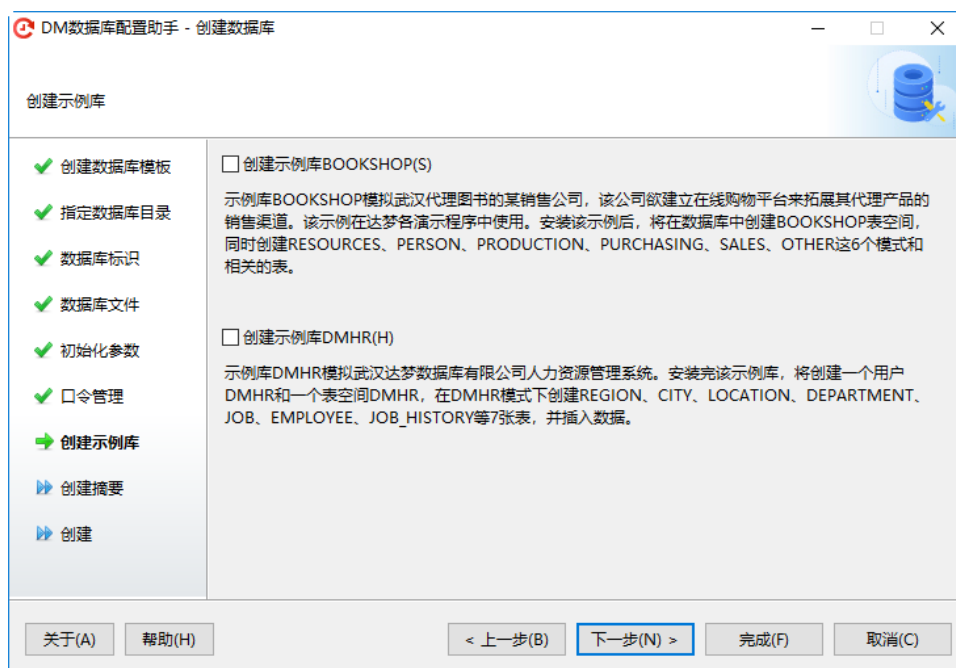 DM数据库配置助手 - 创建数据库
创建示例库
创建数据库模板
指定数据库目录
数据库标识
数据库文件
初始化参数
口令管理
创建示例库
创建摘要
创建
创建示例库BOOKSHOP(S)
示例库BOOKSHOP模拟武汉代理图书的某销售公司，该公司欲建立在线购物平台来拓展其代理产品的
销售渠道。该示例在达梦各演示程序中使用。安装该示例后，将在数据库中创建BOOKSHOP表空间，
同时创建RESOURCES、PERSON、PRODUCTION、PURCHASING、SALES、OTHER这6个模式和
相关的表。
创建示例库DMHR(H)
示例库DMHR模拟武汉达梦数据库有限公司人力资源管理系统。安装完该示例库，将创建一个用户
DMHR和一个表空间DMHR，在DMHR模式下创建REGION、CITY、LOCATION、DEPARTMENT、
JOB、EMPLOYEE、JOB_HISTORY等7张表，并插入数据。
关于(A)
帮助(H)
< 上一步(B)
下一步(N) >
完成(F)
取消(C)